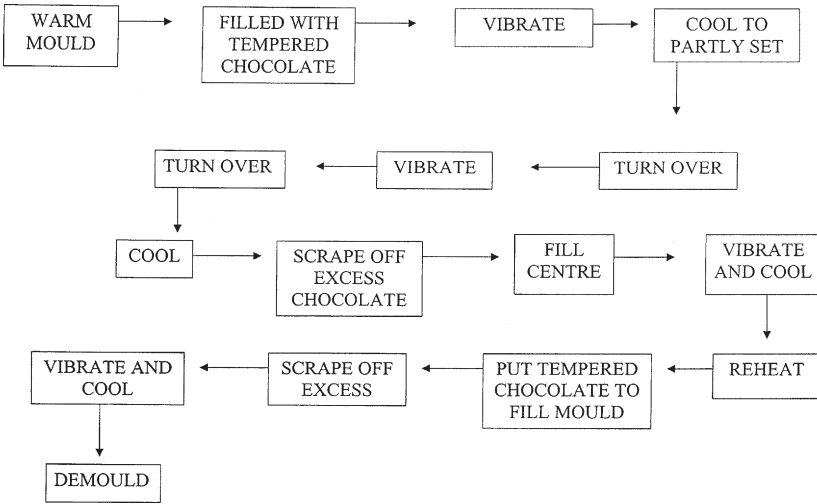 WARM
MOULD
FILLED WITH
TEMPERED
CHOCOLATE
VIBRATE
COOL TO
PARTLY SET
TURN OVER
VIBRATE
TURN OVER
COOL
SCRAPE OFF
EXCESS
CHOCOLATE
FILL
CENTRE
VIBRATE
AND COOL
REHEAT
PUT TEMPERED
CHOCOLATE TO
FILL MOULD
SCRAPE OFF
EXCESS
VIBRATE AND
COOL
DEMOULD